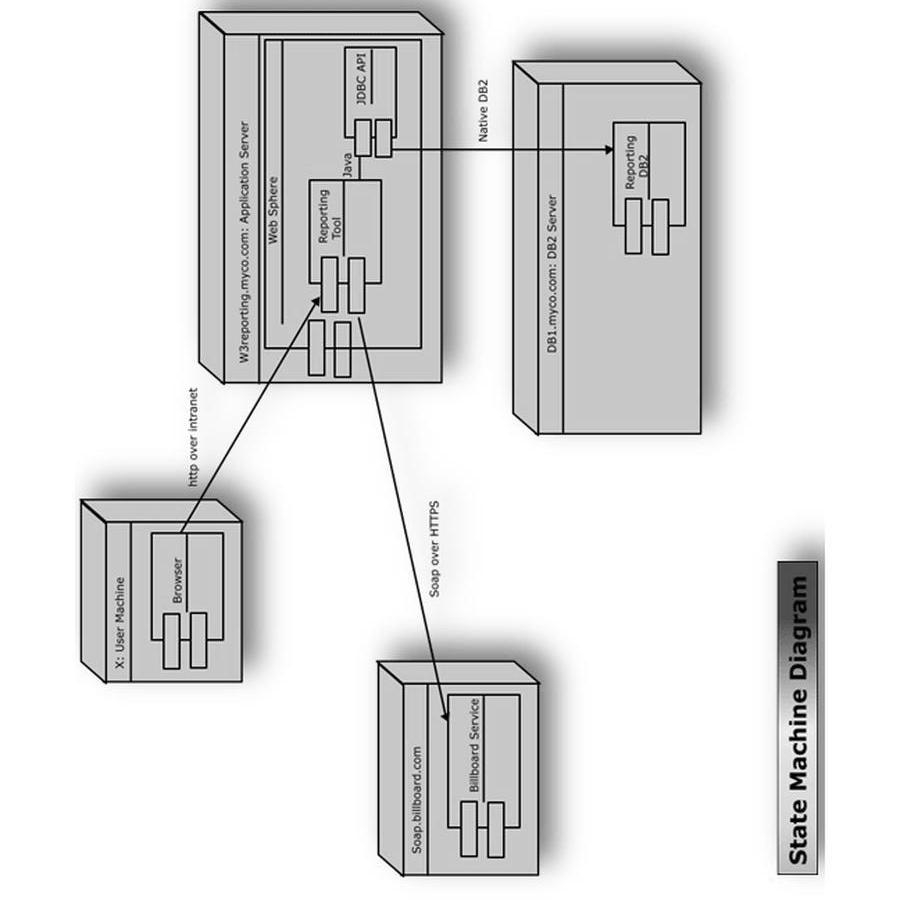 X: User Machine
Browser
http over intranet
W3reporting.myco.com: Application Server
Web Sphere
Reporting
Tool
Java
JDBC API
Soap over HTTPS
Soap.billboard.com
Billboard Service
Native DB2
DB1.myco.com: DB2 Server
Reporting
DB2
State Machine Diagram